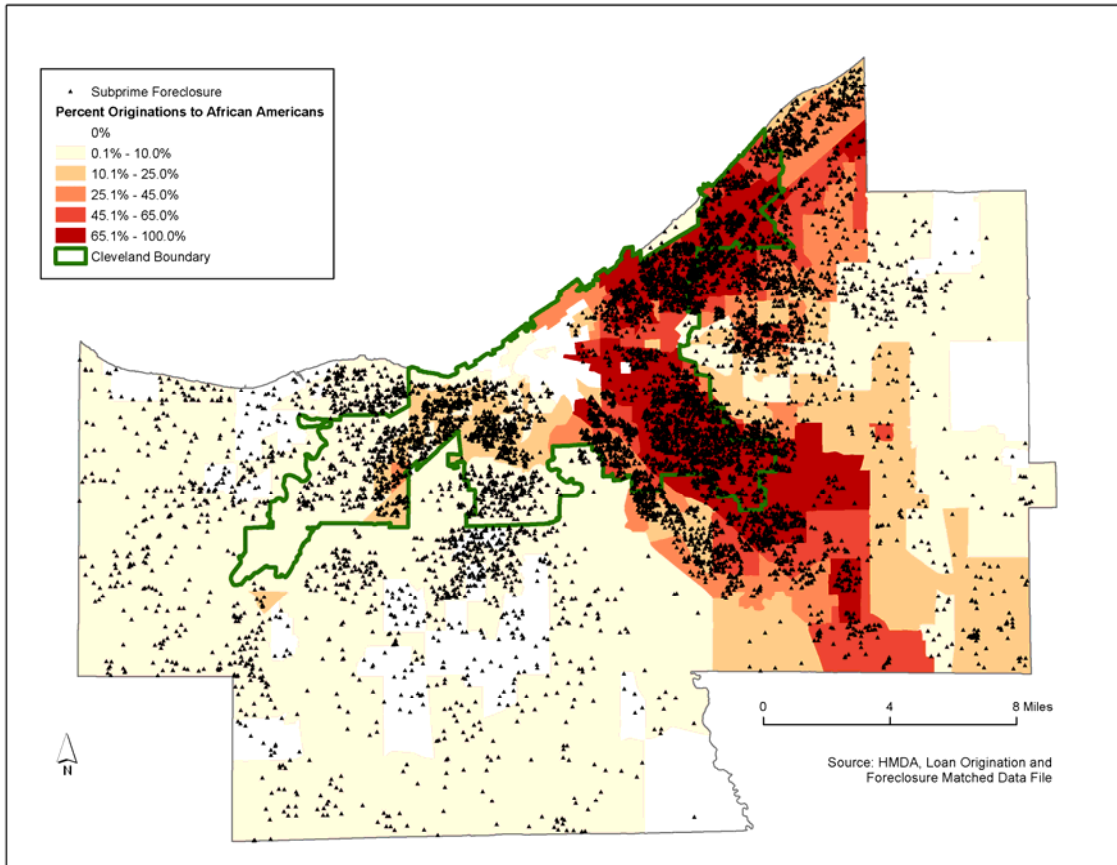 Subprime Foreclosure
Percent Originations to African Americans
0%
0.1% - 10.0%
10.1% - 25.0%
25.1% - 45.0%
45.1% - 65.0%
65.1% - 100.0%
Cleveland Boundary
0 4 8 Miles
N
Source: HMDA, Loan Origination and
Foreclosure Matched Data File